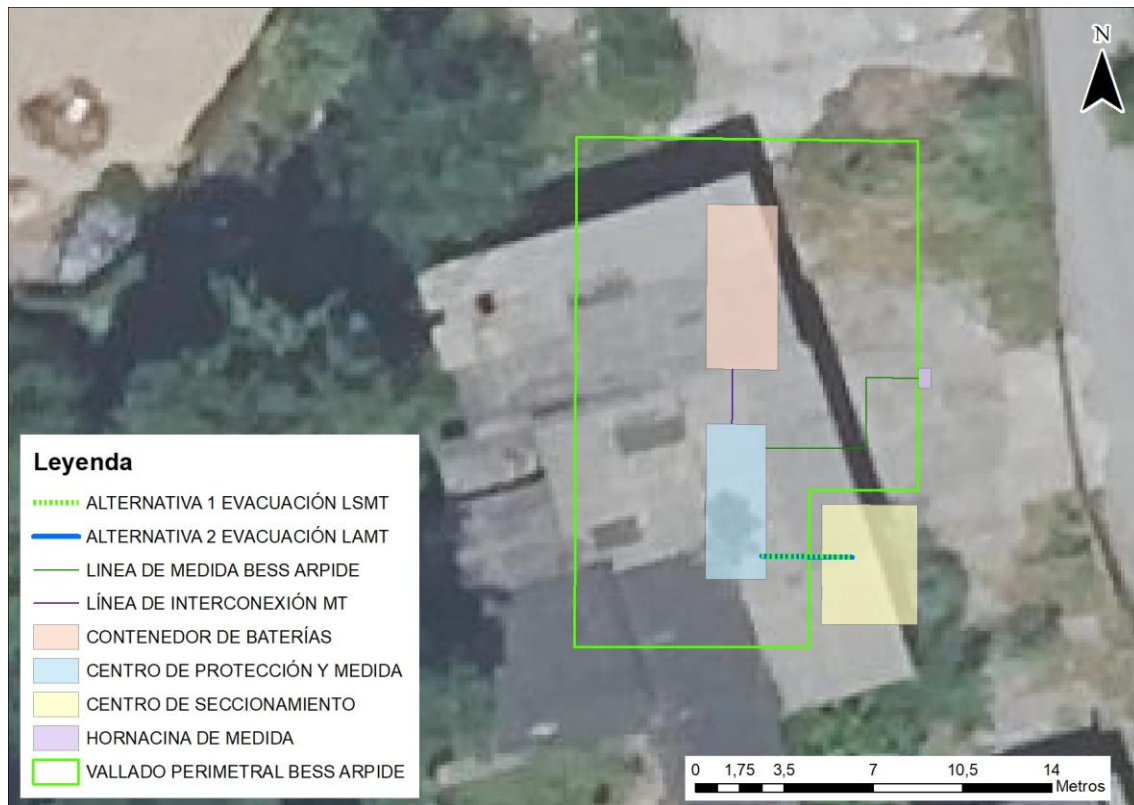 N
Leyenda
ALTERNATIVA 1 EVACUACIÓN LSMT
ALTERNATIVA 2 EVACUACIÓN LAMT
LINEA DE MEDIDA BESS ARPIDE
LÍNEA DE INTERCONEXIÓN MT
CONTENEDOR DE BATERÍAS
CENTRO DE PROTECCIÓN Y MEDIDA
CENTRO DE SECCIONAMIENTO
HORNACINA DE MEDIDA
VALLADO PERIMETRAL BESS ARPIDE
0 1,75 3,5 7 10,5 14
Metros